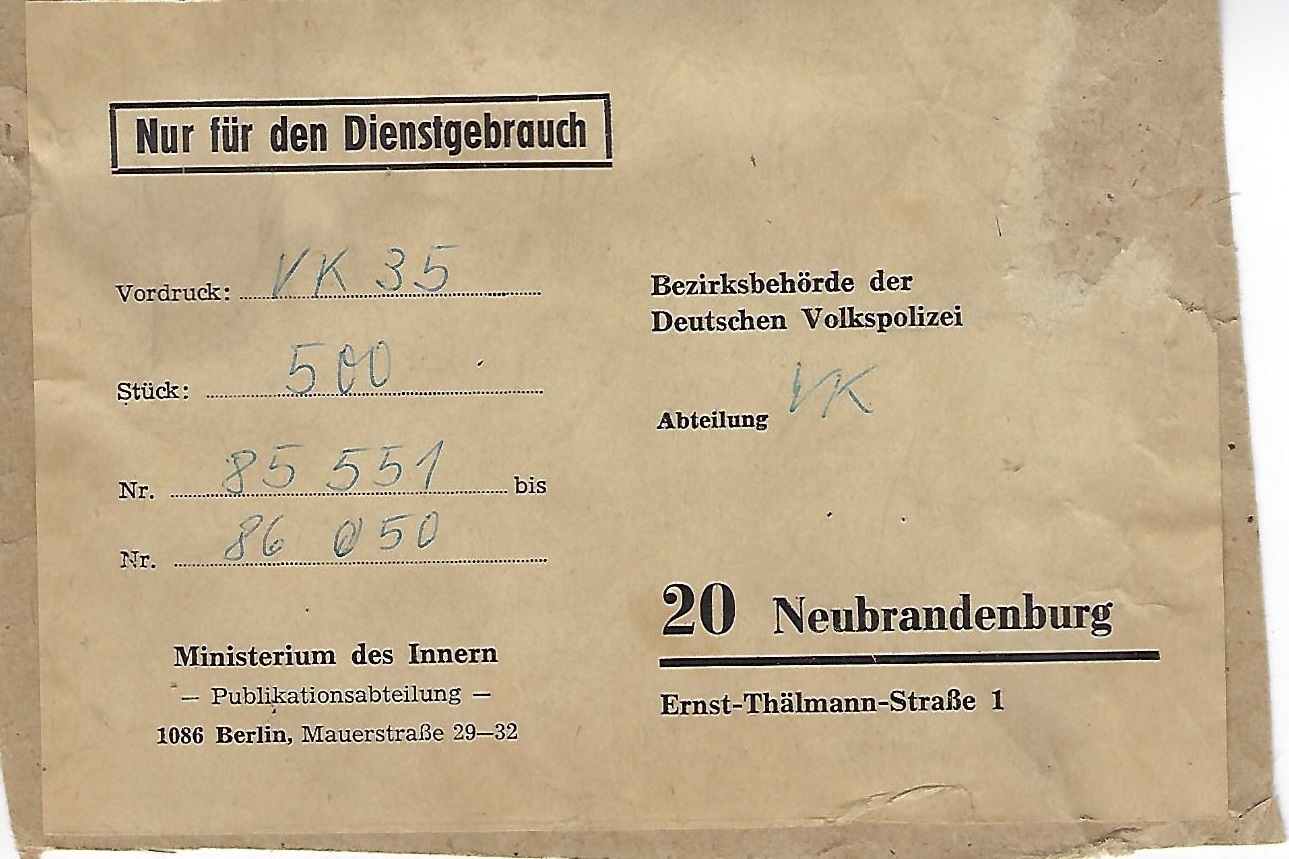 Nur für den Dienstgebrauch
Vordruck: VK 35
Stück: 500
Nr. 85 551 bis
Nr. 86 050
Ministerium des Innern
— Publikationsabteilung —
1086 Berlin, Mauerstraße 29—32
Bezirksbehörde der
Deutschen Volkspolizei
Abteilung VK
20 Neubrandenburg
Ernst-Thälmann-Straße 1